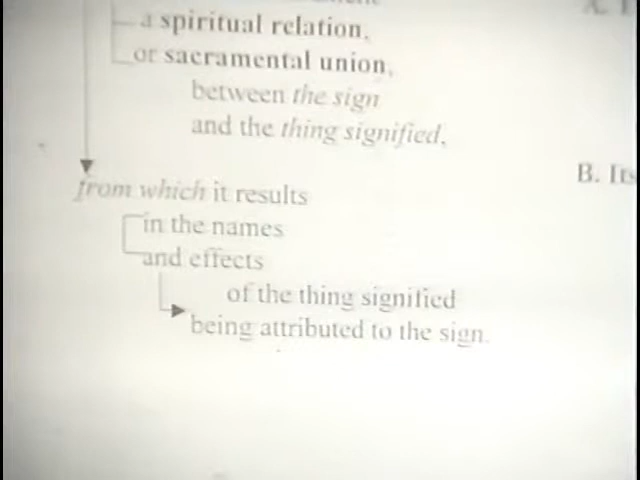 a spiritual relation,
or sacramental union,
between the sign
and the thing signified,
B. Its
from which it results
in the names
and effects
of the thing signified
being attributed to the sign.